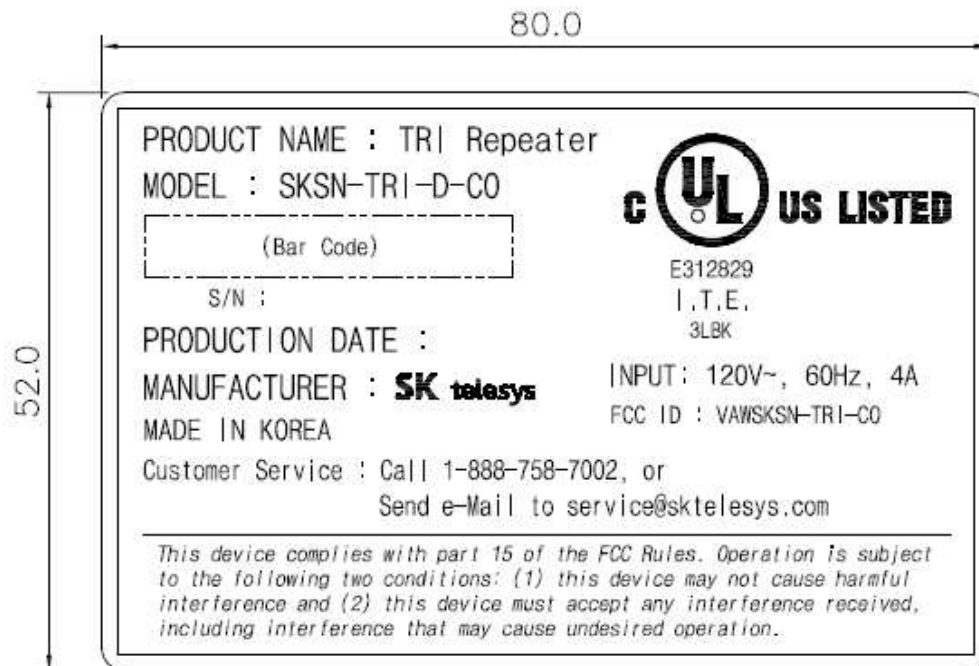 80.0
52.0
PRODUCT NAME : TRI Repeater
MODEL : SKSN-TRI-D-CO
(Bar Code)
S/N :
C UL US LISTED
E312829
I.T.E.
3LBK
PRODUCTION DATE :
MANUFACTURER : SK telesys
MADE IN KOREA
INPUT: 120V~, 60Hz, 4A
FCC ID : VAWSKSN-TRI-CO
Customer Service : Call 1-888-758-7002, or
Send e-Mail to service@sktelesys.com
This device complies with part 15 of the FCC Rules. Operation is subject
to the following two conditions: (1) this device may not cause harmful
interference and (2) this device must accept any interference received,
including interference that may cause undesired operation.